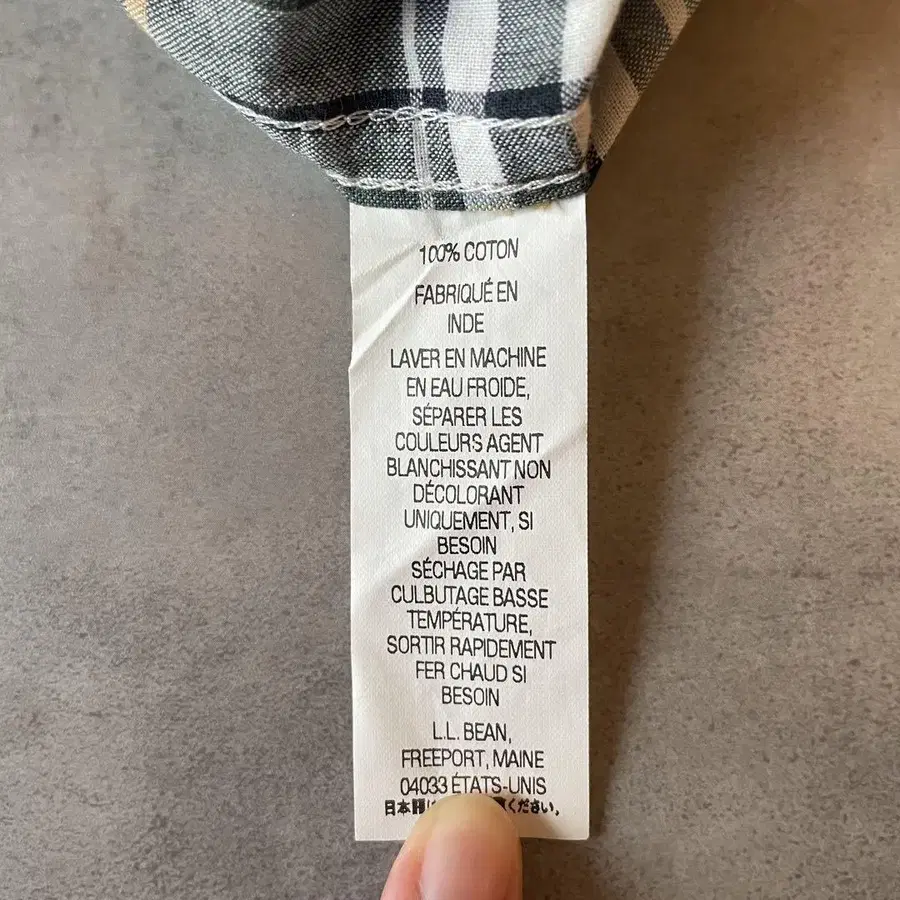 100% COTON
FABRIQUÉ EN
INDE
LAVER EN MACHINE
EN EAU FROIDE,
SÉPARER LES
COULEURS AGENT
BLANCHISSANT NON
DÉCOLORANT
UNIQUEMENT, SI
BESOIN
SÉCHAGE PAR
CULBUTAGE BASSE
TEMPÉRATURE,
SORTIR RAPIDEMENT
FER CHAUD SI
BESOIN
L.L. BEAN,
FREEPORT, MAINE
04033 ÉTATS-UNIS
日本語は ください。